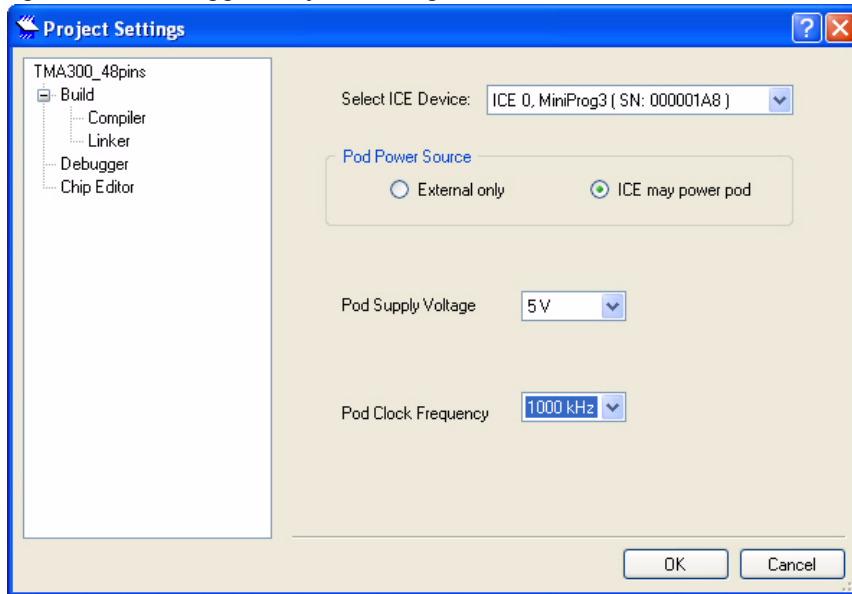 Project Settings
TMA300_48pins
Build
Compiler
Linker
Debugger
Chip Editor
Select ICE Device: ICE 0, MiniProg3 ( SN: 000001A8 )
Pod Power Source
External only ICE may power pod
Pod Supply Voltage 5 V
Pod Clock Frequency 1000 kHz
OK Cancel